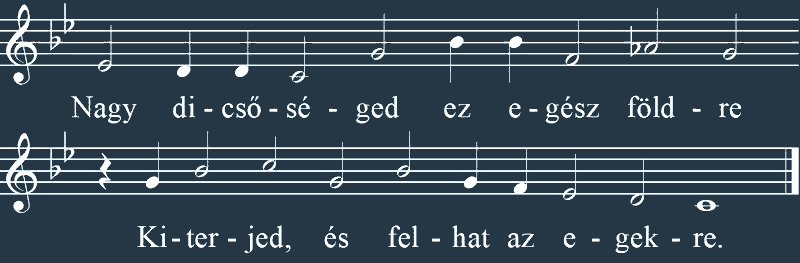 Nagy di - cső - sé - ged ez e - gész föld - re
Ki - ter - jed, és fel - hat az e - gek - re.